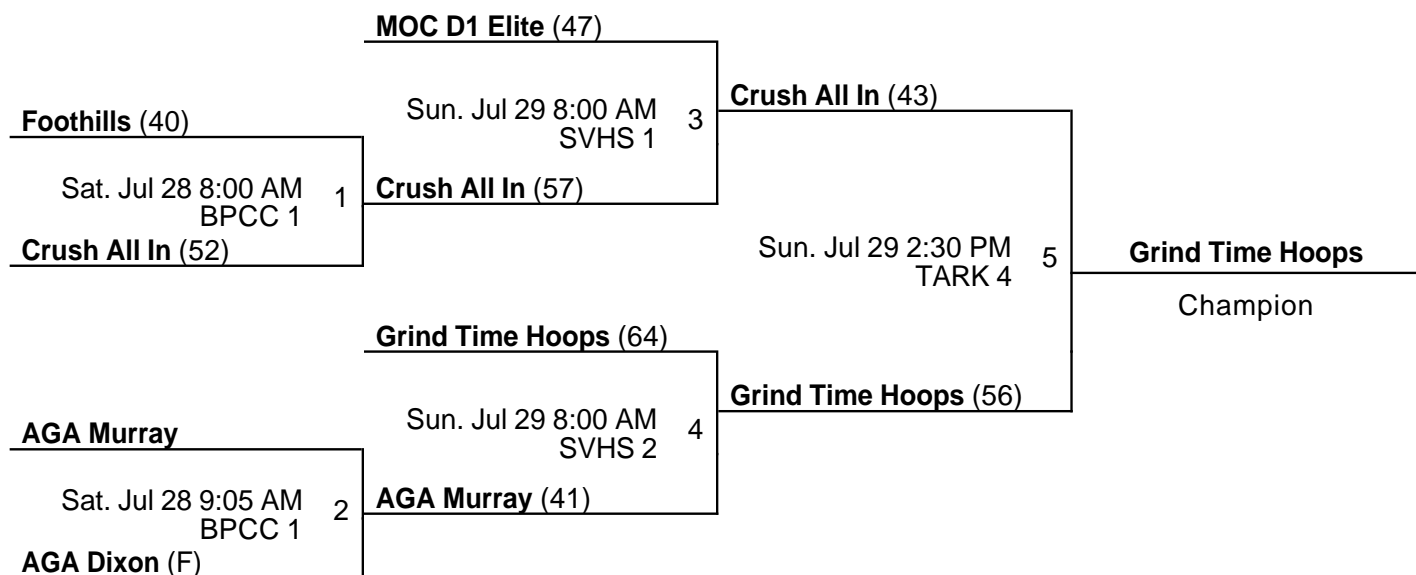 MOC D1 Elite (47)
Foothills (40)
Sun. Jul 29 8:00 AM
SVHS 1
3
Crush All In (43)
Sat. Jul 28 8:00 AM
BPCC 1
1
Crush All In (57)
Crush All In (52)
Sun. Jul 29 2:30 PM
TARK 4
5
Grind Time Hoops
Champion
Grind Time Hoops (64)
Sun. Jul 29 8:00 AM
SVHS 2
4
Grind Time Hoops (56)
AGA Murray
Sat. Jul 28 9:05 AM
BPCC 1
2
AGA Murray (41)
AGA Dixon (F)